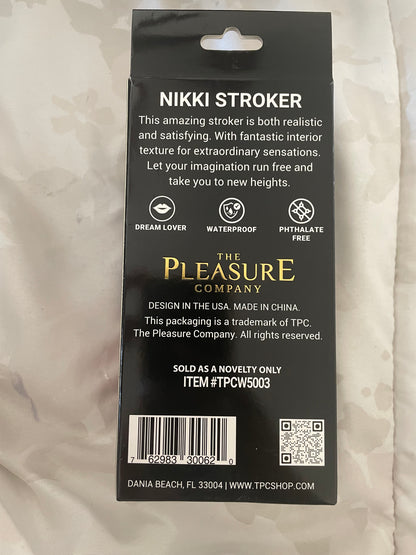 NIKKI STROKER
This amazing stroker is both realistic
and satisfying. With fantastic interior
texture for extraordinary sensations.
Let your imagination run free and
take you to new heights.
DREAM LOVER
WATERPROOF
PHTHALATE
FREE
THE
PLEASURE
COMPANY
DESIGN IN THE USA. MADE IN CHINA.
This packaging is a trademark of TPC.
The Pleasure Company. All rights reserved.
SOLD AS A NOVELTY ONLY
ITEM #TPCW5003
7 62983 30062 0
DANIA BEACH, FL 33004 | WWW.TPCSHOP.COM